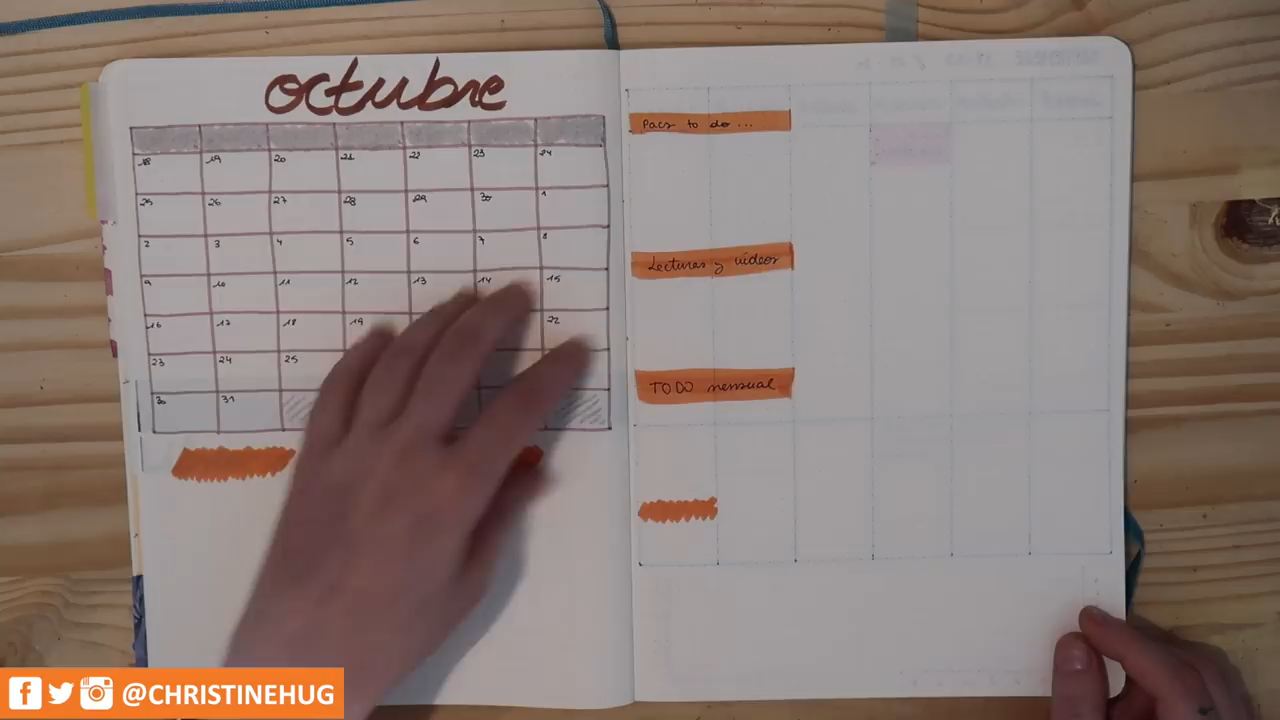 octubre
18 19 20 21 22 23 24
25 26 27 28 29 30 1
2 3 4 5 6 7 8
9 10 11 12 13 14 15
16 17 18 19 22
23 24 25
30 31
Pacs to do ...
Lecturas y vídeos
TODO mensual
@CHRISTINEHUG